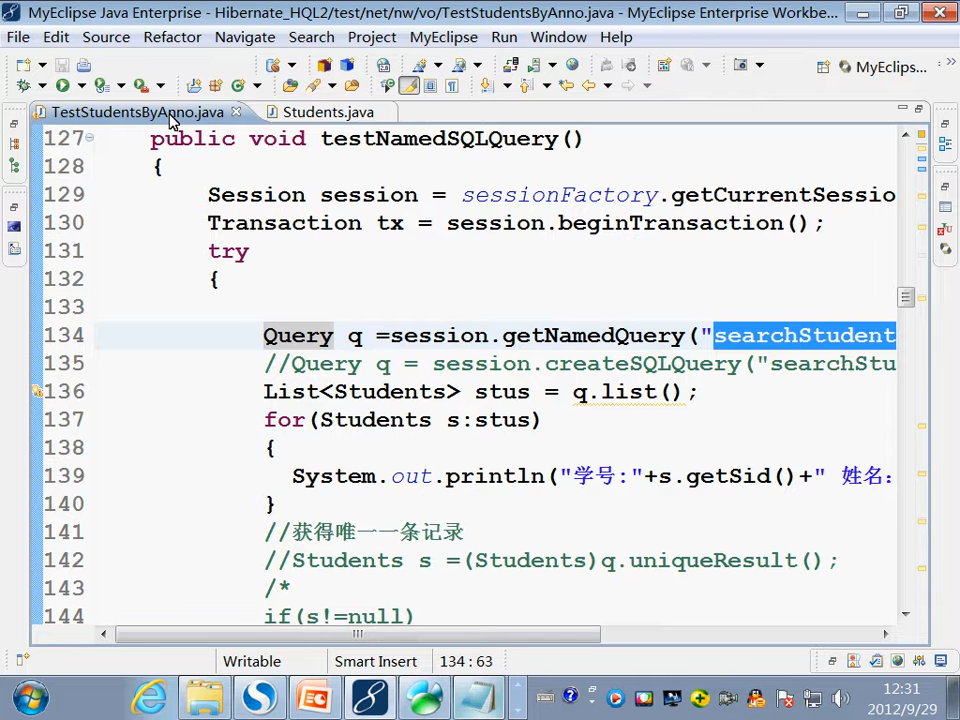 MyEclipse Java Enterprise - Hibernate_HQL2/test/net/nw/vo/TestStudentsByAnno.java - MyEclipse Enterprise Workbe...
File Edit Source Refactor Navigate Search Project MyEclipse Run Window Help
MyEclips...
TestStudentsByAnno.java Students.java
127 public void testNamedSQLQuery()
128 {
129 Session session = sessionFactory.getCurrentSessio
130 Transaction tx = session.beginTransaction();
131 try
132 {
133
134 Query q =session.getNamedQuery("searchStudent
135 //Query q = session.createSQLQuery("searchStu
136 List<Students> stus = q.list();
137 for(Students s:stus)
138 {
139 System.out.println("学号:"+s.getSid()+" 姓名:
140 }
141 //获得唯一一条记录
142 //Students s =(Students)q.uniqueResult();
143 /*
144 if(s!=null)
Writable Smart Insert 134 : 63
12:31
2012/9/29